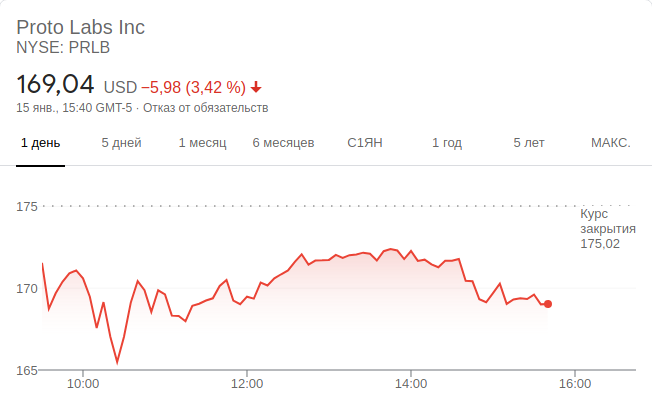 Proto Labs Inc
NYSE: PRLB
169,04 USD −5,98 (3,42 %)
15 янв., 15:40 GMT-5 · Отказ от обязательств
1 день 5 дней 1 месяц 6 месяцев С1ЯН 1 год 5 лет МАКС.
175
Курс
закрытия
175,02
170
165
10:00 12:00 14:00 16:00